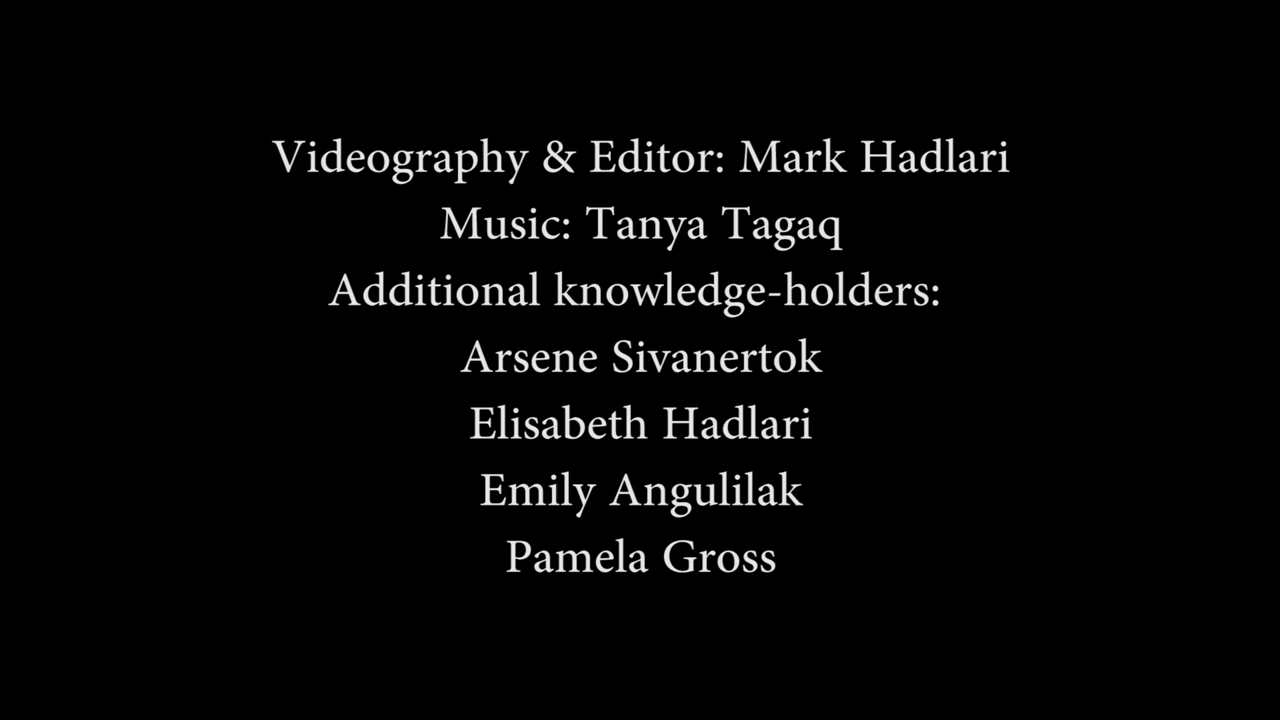 Videography & Editor: Mark Hadlari
Music: Tanya Tagaq
Additional knowledge-holders:
Arsene Sivanertok
Elisabeth Hadlari
Emily Angulilak
Pamela Gross